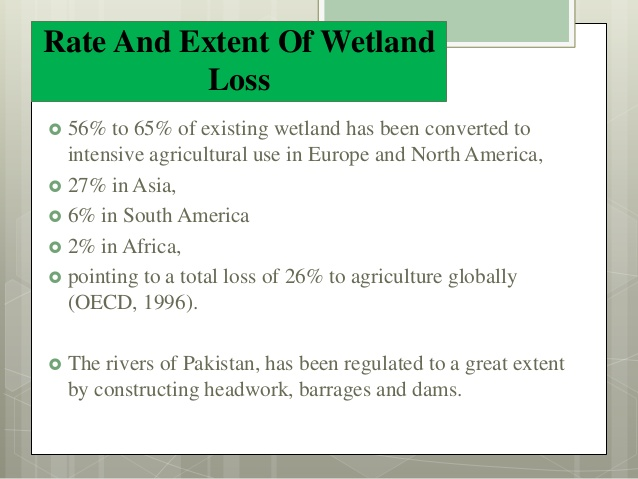 Rate And Extent Of Wetland
Loss
56% to 65% of existing wetland has been converted to
intensive agricultural use in Europe and North America,
27% in Asia,
6% in South America
2% in Africa,
pointing to a total loss of 26% to agriculture globally
(OECD, 1996).
The rivers of Pakistan, has been regulated to a great extent
by constructing headwork, barrages and dams.